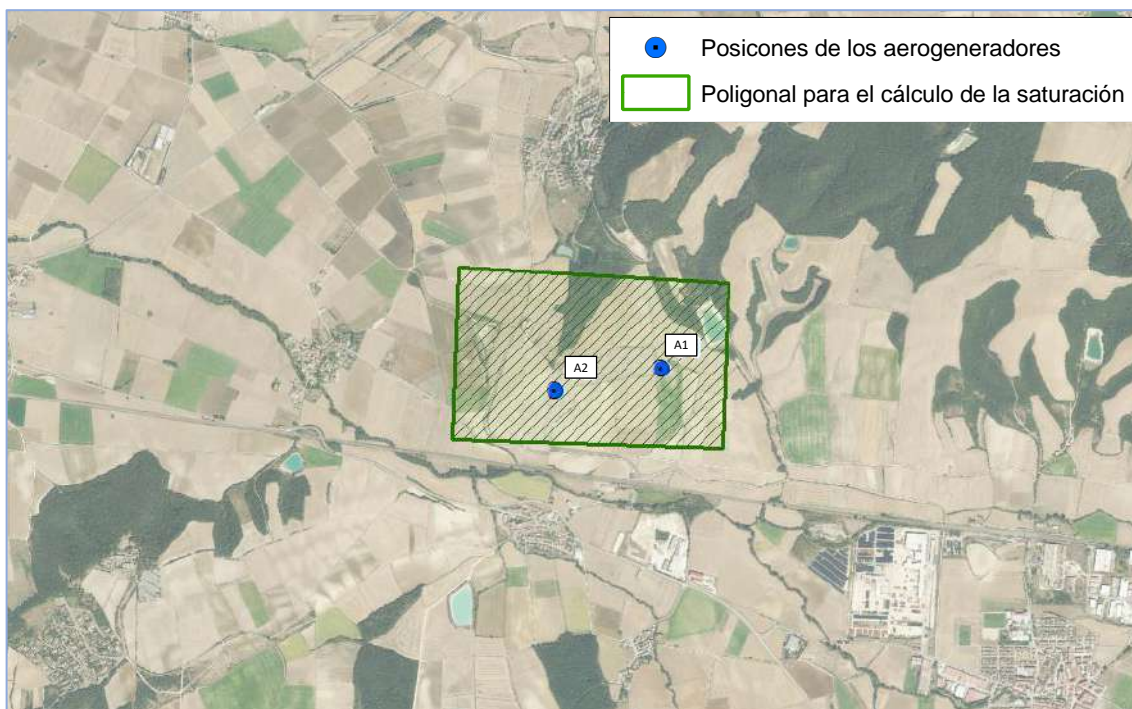 Posicones de los aerogeneradores
Poligonal para el cálculo de la saturación
A1
A2